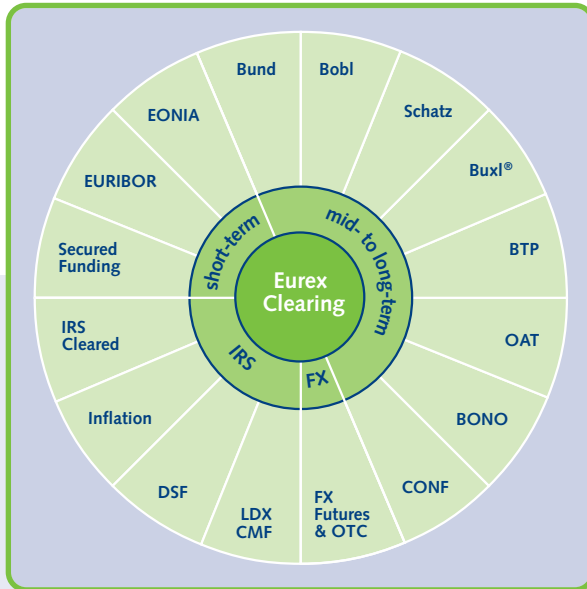 Bund
Bobl
Schatz
Buxl®
BTP
OAT
BONO
CONF
FX
Futures
& OTC
LDX
CMF
DSF
Inflation
IRS
Cleared
Secured
Funding
EURIBOR
EONIA
short-term
mid- to long-term
FX
IRS
Eurex
Clearing